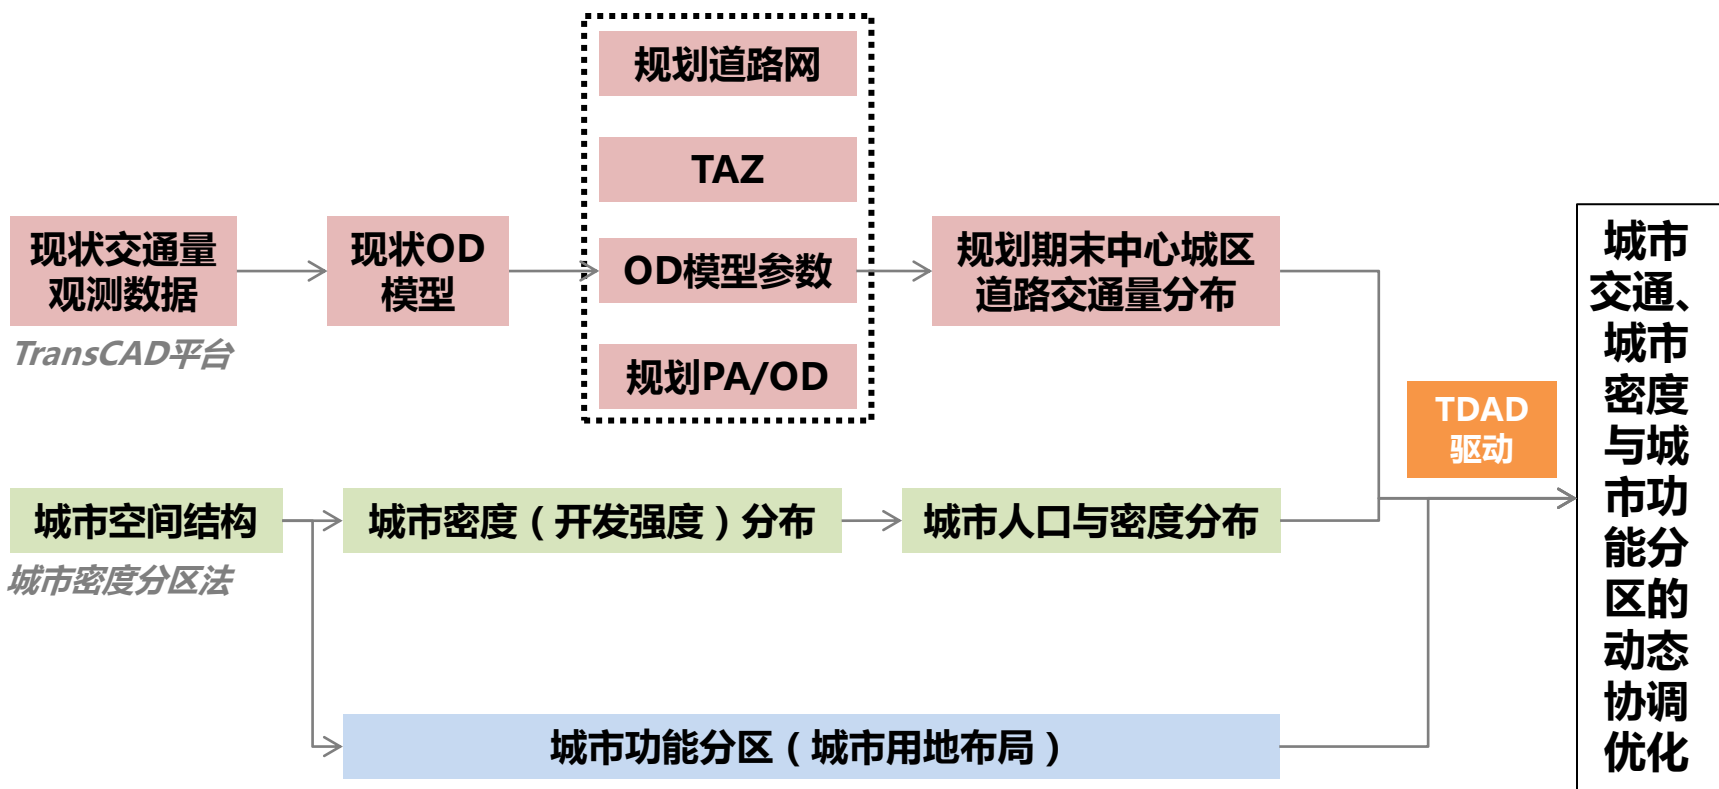 规划道路网
TAZ
现状交通量
观测数据
现状OD
模型
OD模型参数
规划期末中心城区
道路交通量分布
TransCAD平台
规划PA/OD
TDAD
驱动
城市空间结构
城市密度（开发强度）分布
城市人口与密度分布
城市密度分区法
城市功能分区（城市用地布局）
城市
交通、
城市
密度
与城
市功
能分
区的
动态
协调
优化